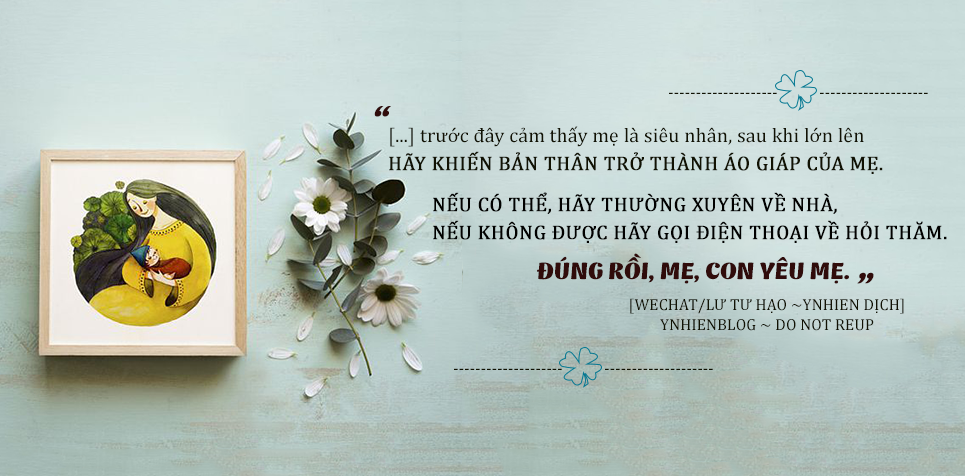 “
[...] trước đây cảm thấy mẹ là siêu nhân, sau khi lớn lên
HÃY KHIẾN BẢN THÂN TRỞ THÀNH ÁO GIÁP CỦA MẸ.
NẾU CÓ THỂ, HÃY THƯỜNG XUYÊN VỀ NHÀ,
NẾU KHÔNG ĐƯỢC HÃY GỌI ĐIỆN THOẠI VỀ HỎI THĂM.
ĐÚNG RỒI, MẸ, CON YÊU MẸ. „
[WECHAT/LƯ TƯ HẠO ~YNHIEN DỊCH]
YNHIENBLOG ~ DO NOT REUP